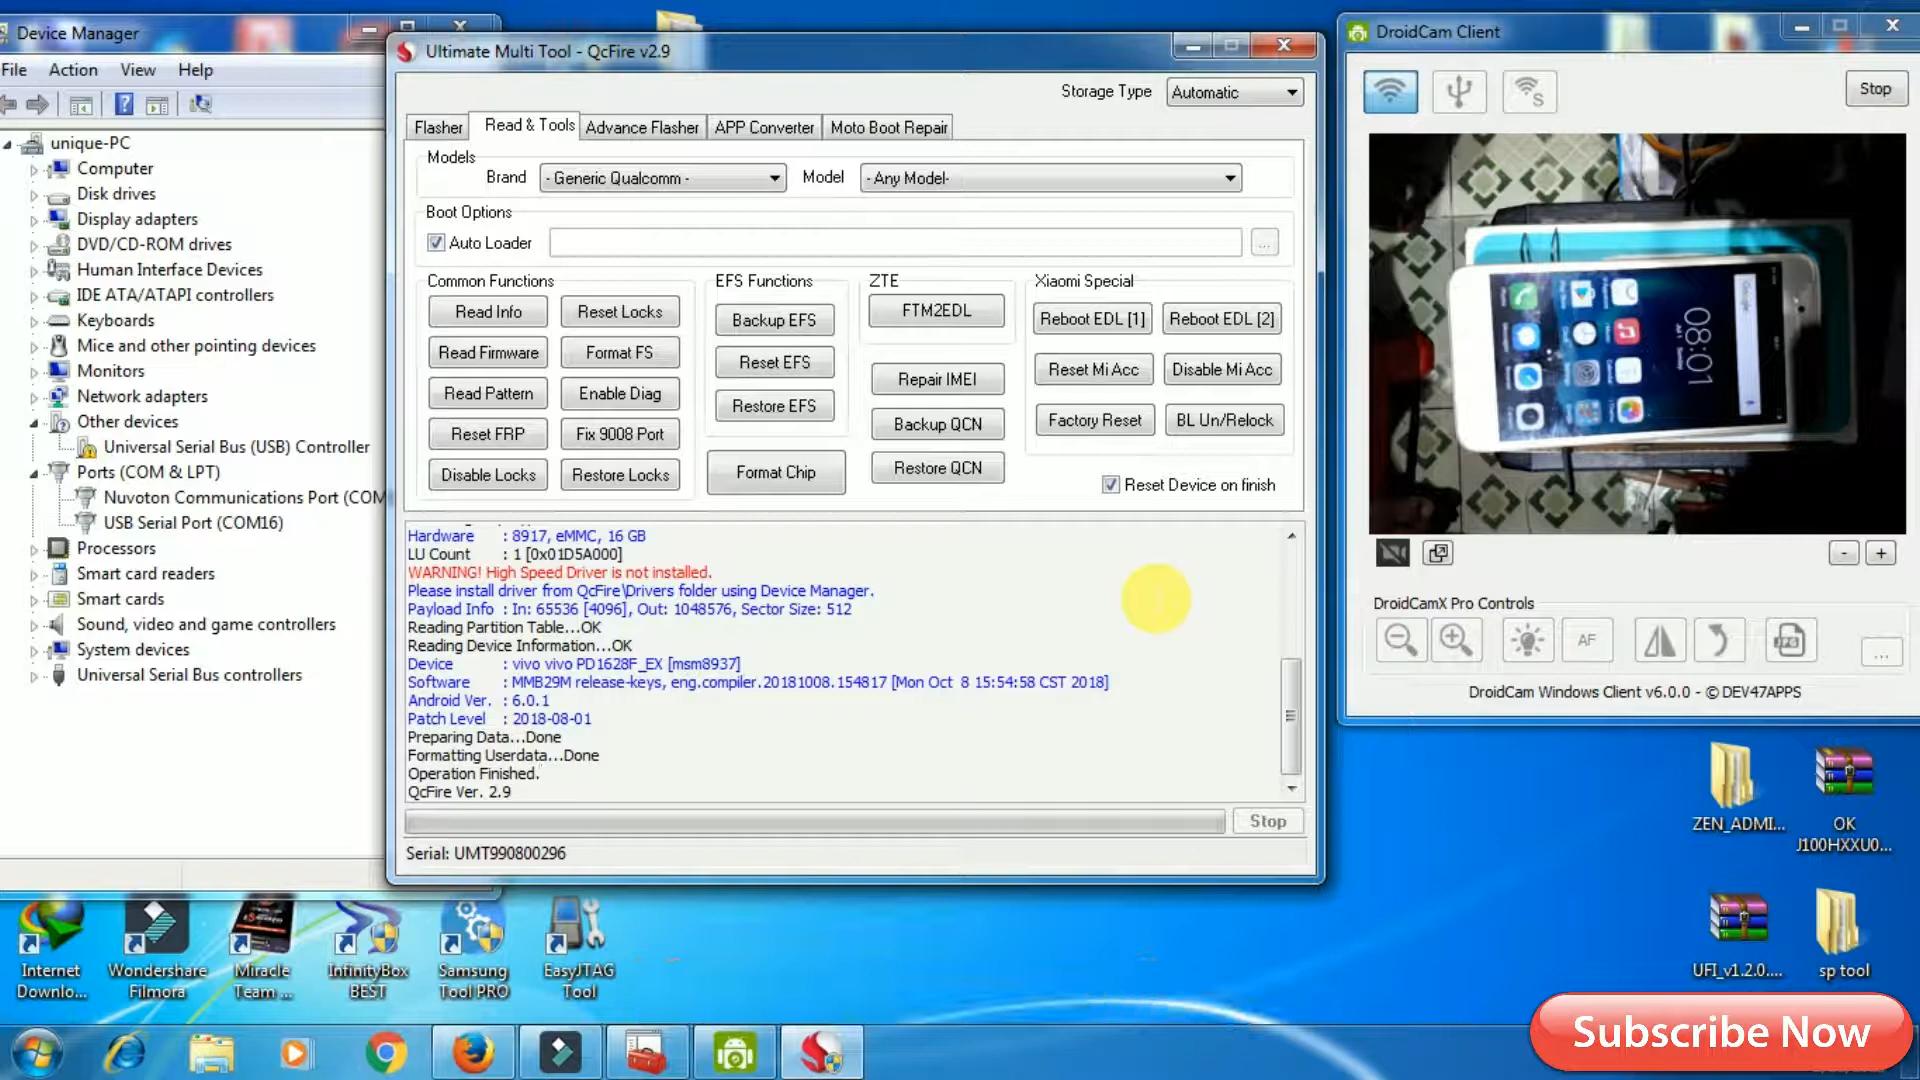 Device Manager
File Action View Help
unique-PC
Computer
Disk drives
Display adapters
DVD/CD-ROM drives
Human Interface Devices
IDE ATA/ATAPI controllers
Keyboards
Mice and other pointing devices
Monitors
Network adapters
Other devices
Universal Serial Bus (USB) Controller
Ports (COM & LPT)
Nuvoton Communications Port (COM
USB Serial Port (COM16)
Processors
Smart card readers
Smart cards
Sound, video and game controllers
System devices
Universal Serial Bus controllers
Ultimate Multi Tool - QcFire v2.9
Storage Type Automatic
Flasher Read & Tools Advance Flasher APP Converter Moto Boot Repair
Models
Brand - Generic Qualcomm - Model - Any Model-
Boot Options
Auto Loader ...
Common Functions EFS Functions ZTE Xiaomi Special
Read Info Reset Locks Backup EFS FTM2EDL Reboot EDL [1] Reboot EDL [2]
Read Firmware Format FS Reset EFS Repair IMEI Reset Mi Acc Disable Mi Acc
Read Pattern Enable Diag Restore EFS Backup QCN Factory Reset BL Un/Relock
Reset FRP Fix 9008 Port
Disable Locks Restore Locks Format Chip Restore QCN Reset Device on finish
Hardware : 8917, eMMC, 16 GB
LU Count : 1 [0x01D5A000]
WARNING! High Speed Driver is not installed.
Please install driver from QcFire\Drivers folder using Device Manager.
Payload Info : In: 65536 [4096], Out: 1048576, Sector Size: 512
Reading Partition Table...OK
Reading Device Information...OK
Device : vivo vivo PD1628F_EX [msm8937]
Software : MMB29M release-keys, eng.compiler.20181008.154817 [Mon Oct 8 15:54:58 CST 2018]
Android Ver. : 6.0.1
Patch Level : 2018-08-01
Preparing Data...Done
Formatting Userdata...Done
Operation Finished.
QcFire Ver. 2.9
Stop
Serial: UMT990800296
DroidCam Client
S
Stop
08:01
Google
- +
DroidCamX Pro Controls
AF JPG ...
DroidCam Windows Client v6.0.0 - © DEV47APPS
ZEN_ADMI...
OK
J100HXXU0...
UFI_v1.2.0....
sp tool
Internet
Downlo...
Wondershare
Filmora
Miracle
Team ...
InfinityBox
BEST
Samsung
Tool PRO
EasyJTAG
Tool
Subscribe Now